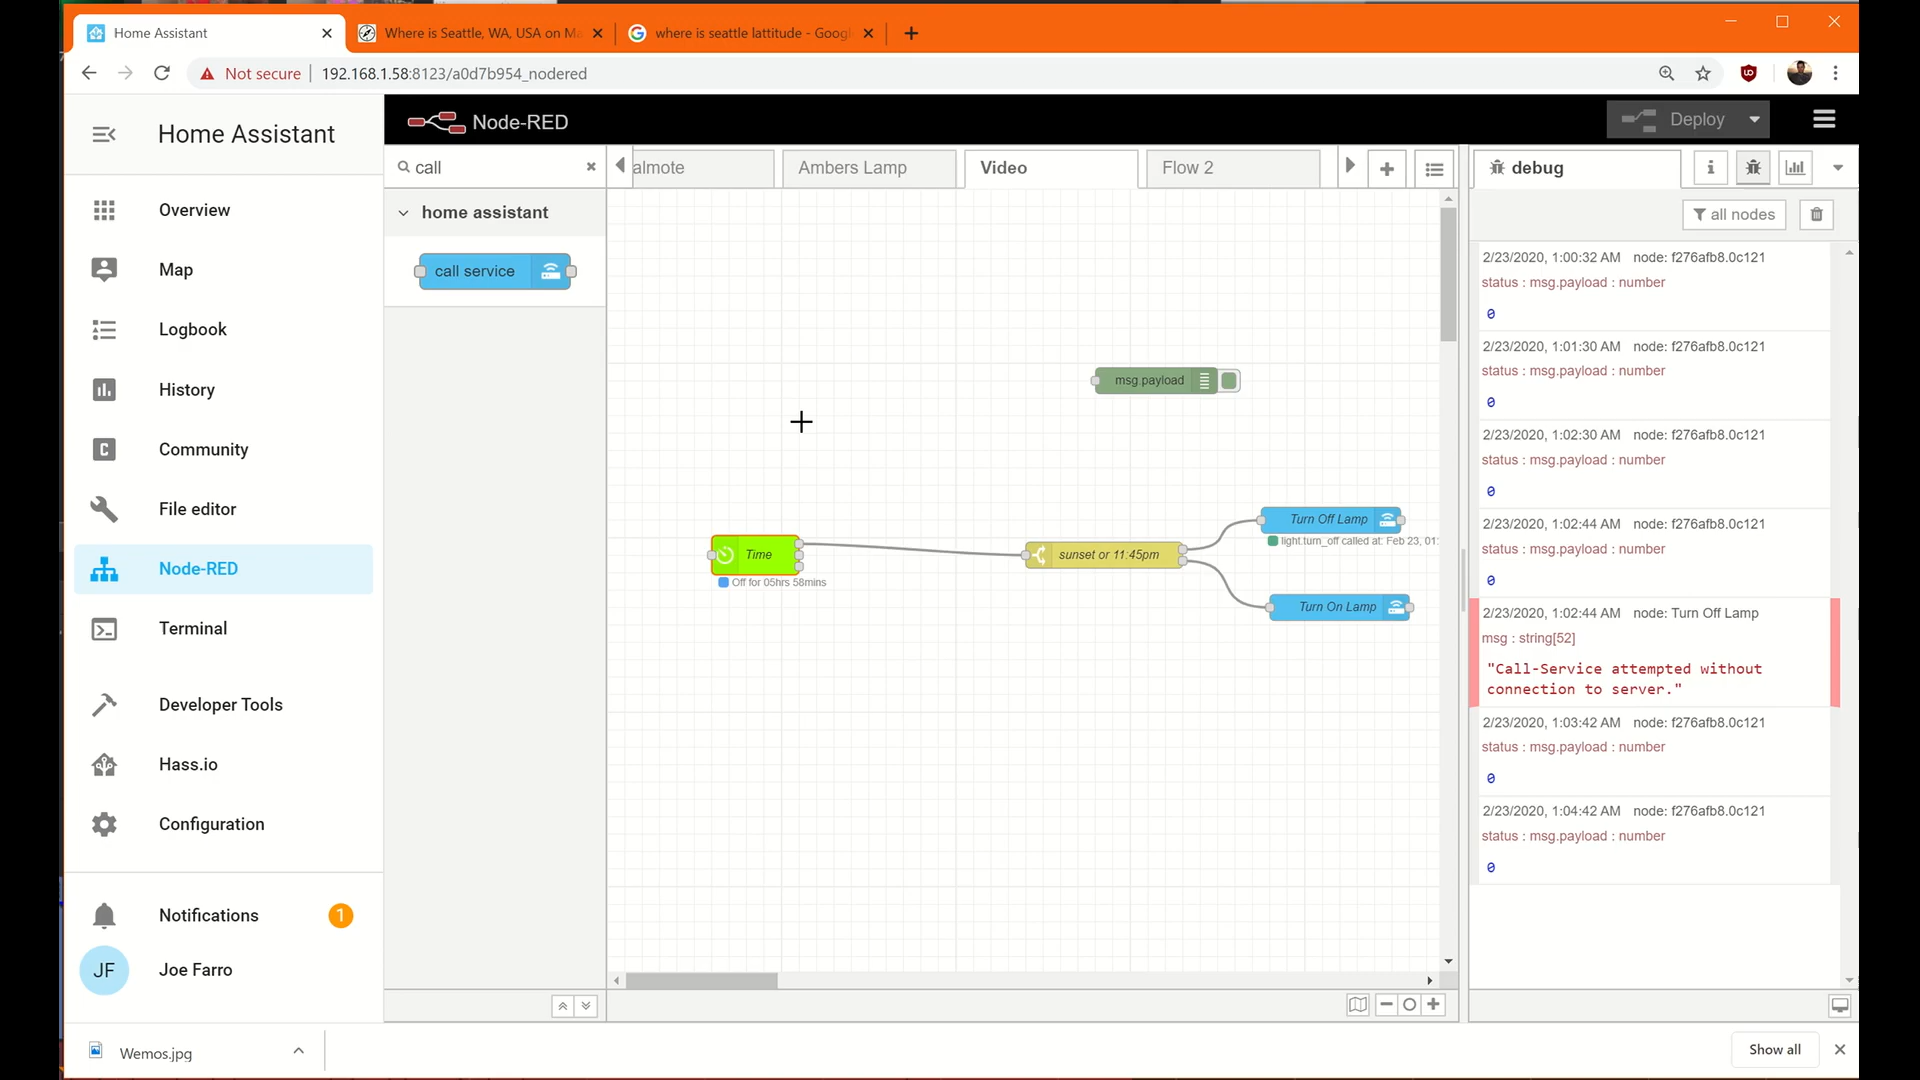 Home Assistant
Where is Seattle, WA, USA on Ma
where is seattle lattitude - Googl
Not secure
192.168.1.58:8123/a0d7b954_nodered
Home Assistant
Overview
Map
Logbook
History
Community
File editor
Node-RED
Terminal
Developer Tools
Hass.io
Configuration
Notifications
1
JF
Joe Farro
Node-RED
Deploy
call
home assistant
call service
almote
Ambers Lamp
Video
Flow 2
msg.payload
Time
Off for 05hrs 58mins
sunset or 11:45pm
Turn Off Lamp
light.turn_off called at: Feb 23, 01:
Turn On Lamp
debug
all nodes
2/23/2020, 1:00:32 AM node: f276afb8.0c121
status : msg.payload : number
0
2/23/2020, 1:01:30 AM node: f276afb8.0c121
status : msg.payload : number
0
2/23/2020, 1:02:30 AM node: f276afb8.0c121
status : msg.payload : number
0
2/23/2020, 1:02:44 AM node: f276afb8.0c121
status : msg.payload : number
0
2/23/2020, 1:02:44 AM node: Turn Off Lamp
msg : string[52]
"Call-Service attempted without
connection to server."
2/23/2020, 1:03:42 AM node: f276afb8.0c121
status : msg.payload : number
0
2/23/2020, 1:04:42 AM node: f276afb8.0c121
status : msg.payload : number
0
Wemos.jpg
Show all